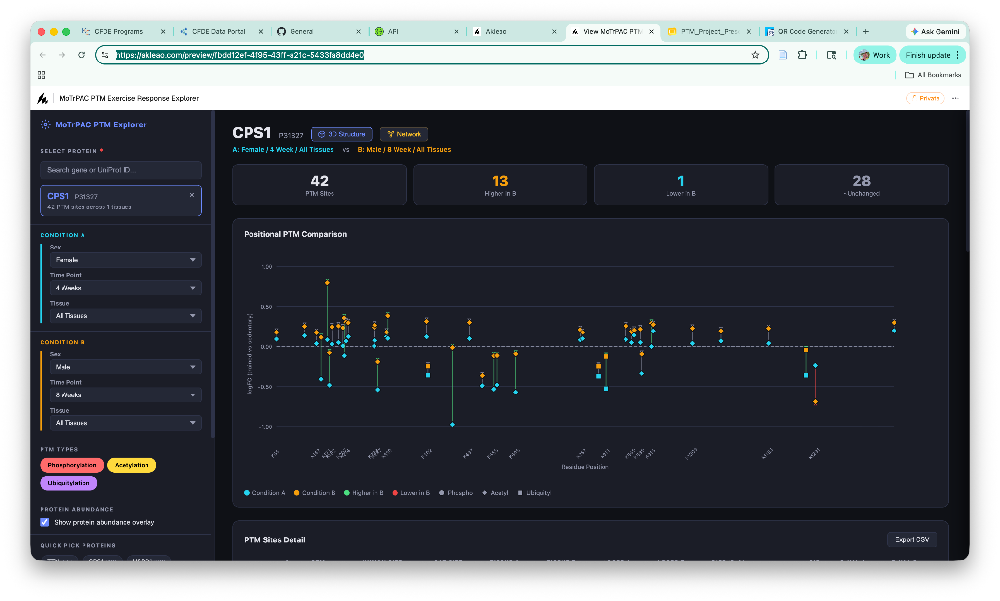 CFDE Programs
CFDE Data Portal
General
API
Akleao
View MoTrPAC PTM
PTM_Project_Pres
QR Code Generato
Ask Gemini
https://akleao.com/preview/fbdd12ef-4f95-43ff-a21c-5433fa8dd4e0
Work
Finish update
All Bookmarks
MoTrPAC PTM Exercise Response Explorer
Private
MoTrPAC PTM Explorer
SELECT PROTEIN *
Search gene or UniProt ID...
CPS1 P31327
42 PTM sites across 1 tissues
CONDITION A
Sex
Female
Time Point
4 Weeks
Tissue
All Tissues
CONDITION B
Sex
Male
Time Point
8 Weeks
Tissue
All Tissues
PTM TYPES
Phosphorylation
Acetylation
Ubiquitylation
PROTEIN ABUNDANCE
Show protein abundance overlay
QUICK PICK PROTEINS
CPS1 P31327
3D Structure
Network
A: Female / 4 Week / All Tissues vs B: Male / 8 Week / All Tissues
42
PTM Sites
13
Higher in B
1
Lower in B
28
~Unchanged
Positional PTM Comparison
1.00
0.50
0.00
-0.50
-1.00
logFC (trained vs sedentary)
K55
K147
K171
K182
K207
K214
K287
K310
K402
K497
K553
K603
K757
K811
K869
K889
K915
K1009
K1183
K1291
Residue Position
Condition A
Condition B
Higher in B
Lower in B
Phospho
Acetyl
Ubiquityl
PTM Sites Detail
Export CSV